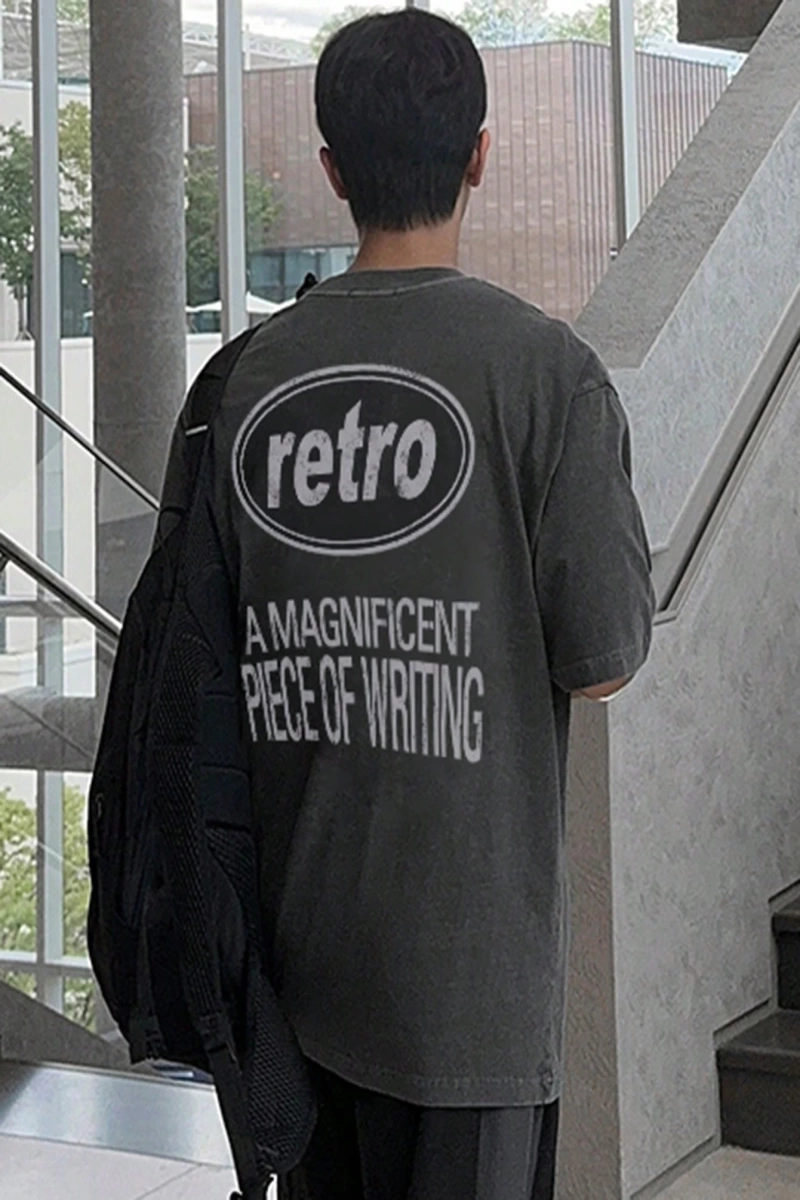 retro
A MAGNIFICENT
PIECE OF WRITING